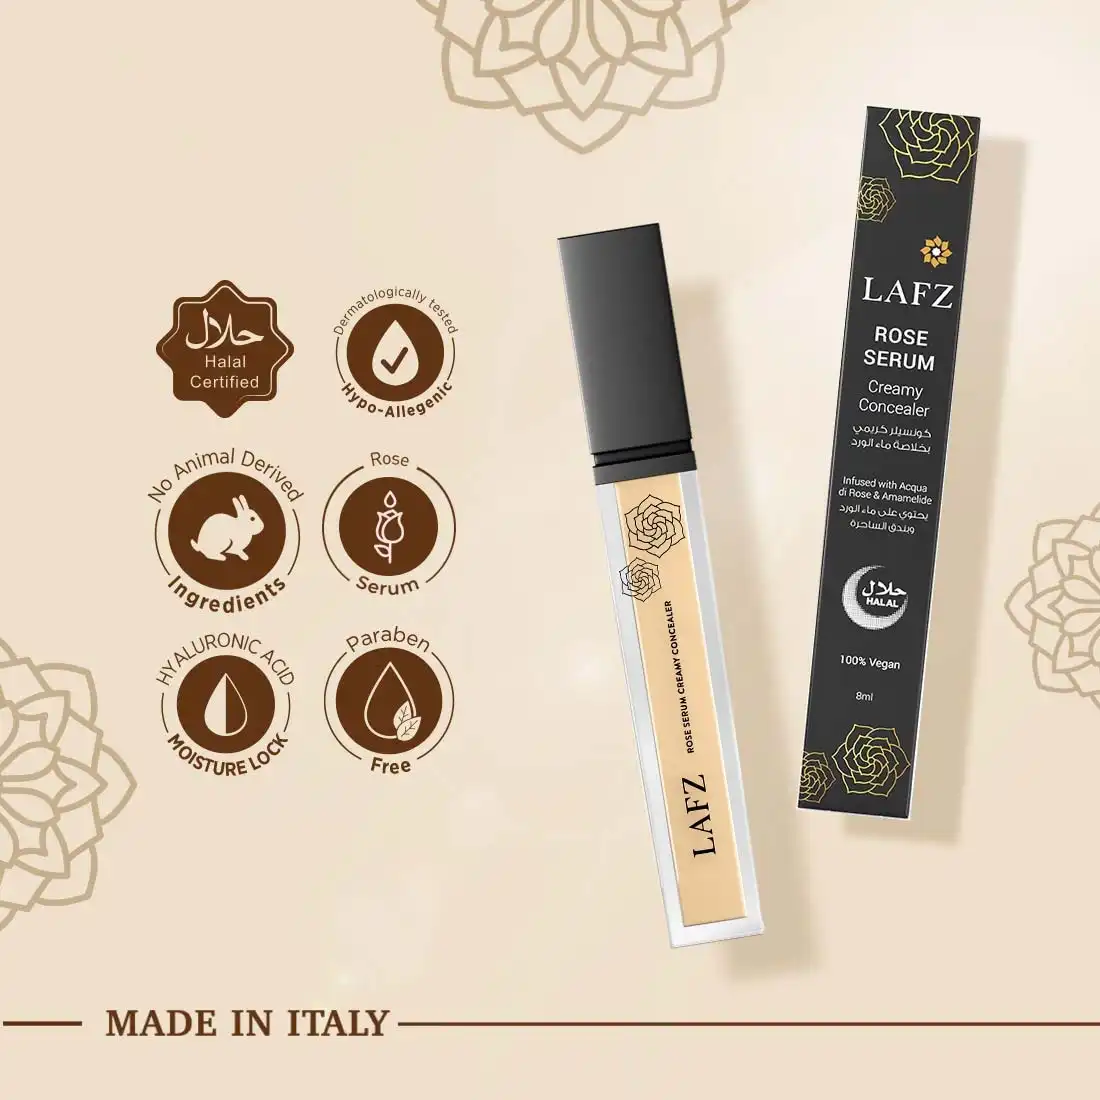 حلال
Halal
Certified
Dermatologically tested
Hypo-Allegenic
No Animal Derived
Ingredients
Rose
Serum
HYALURONIC ACID
MOISTURE LOCK
Paraben
Free
ROSE SERUM CREAMY CONCEALER
LAFZ
LAFZ
ROSE
SERUM
Creamy
Concealer
كونسيلر كريمي
بخلاصة ماء الورد
Infused with Acqua
di Rose & Amamelide
يحتوي على ماء الورد
وبندق الساحرة
حلال
HALAL
100% Vegan
8ml
MADE IN ITALY